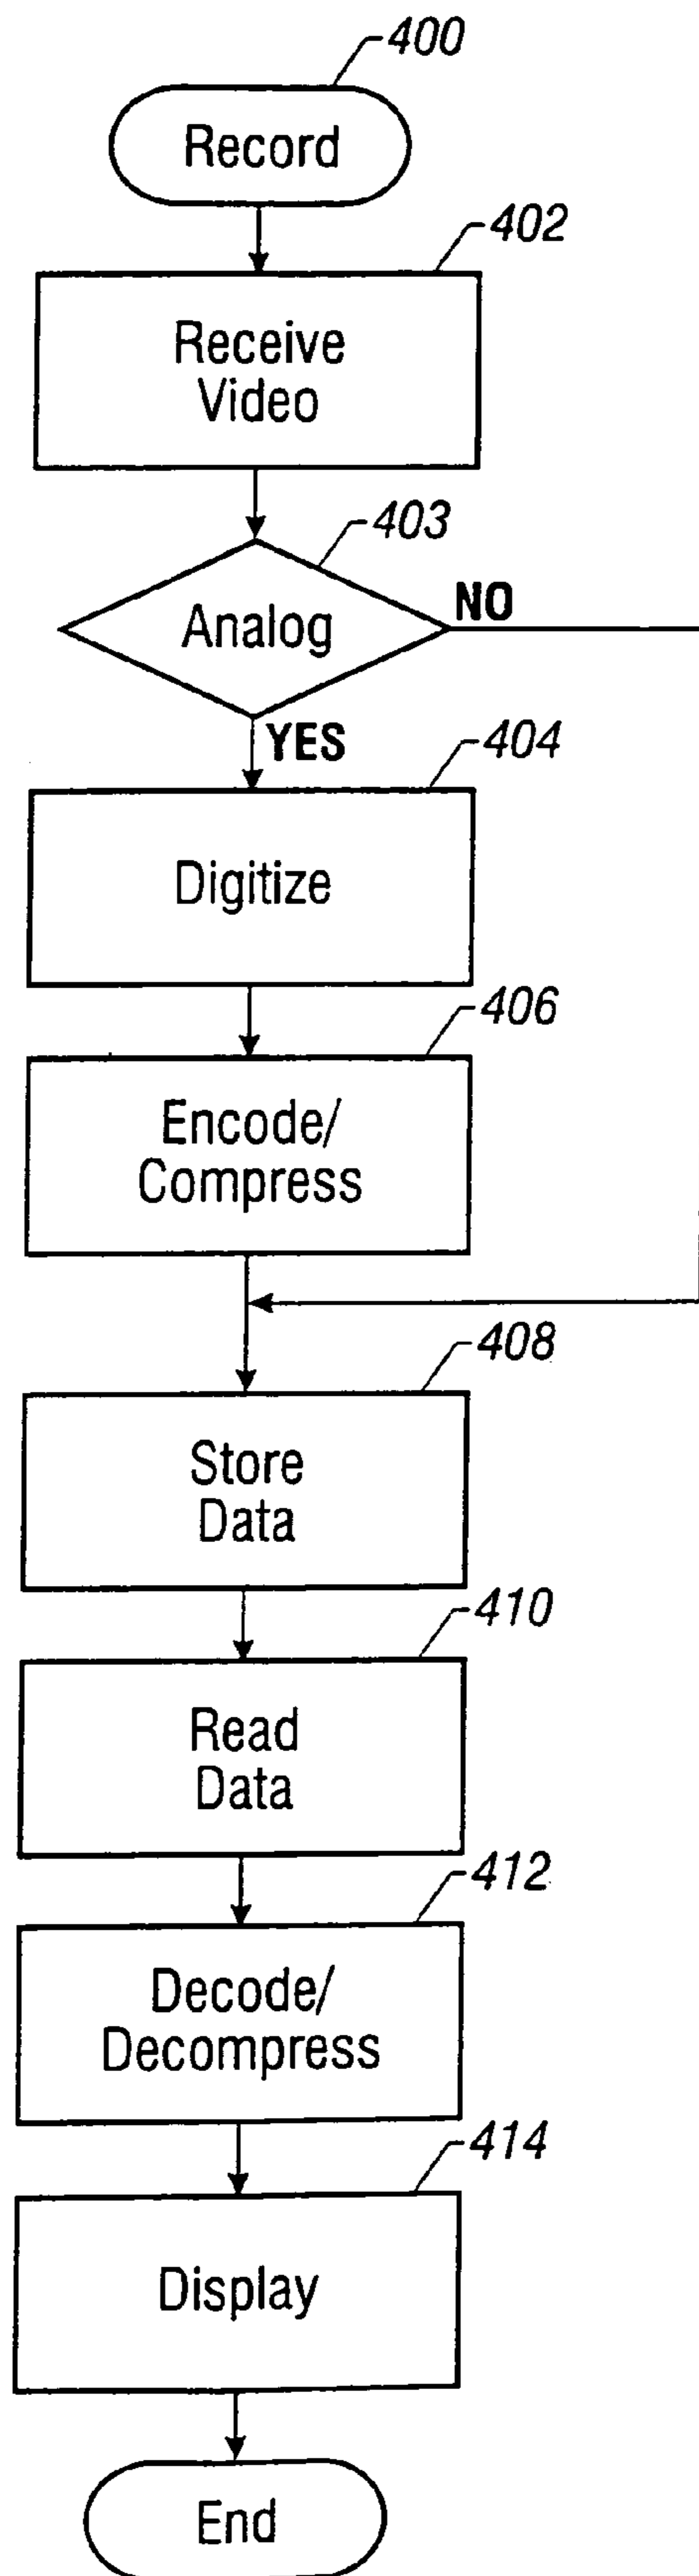 400
Record
402
Receive
Video
403
Analog
NO
YES
404
Digitize
406
Encode/
Compress
408
Store
Data
410
Read
Data
412
Decode/
Decompress
414
Display
End